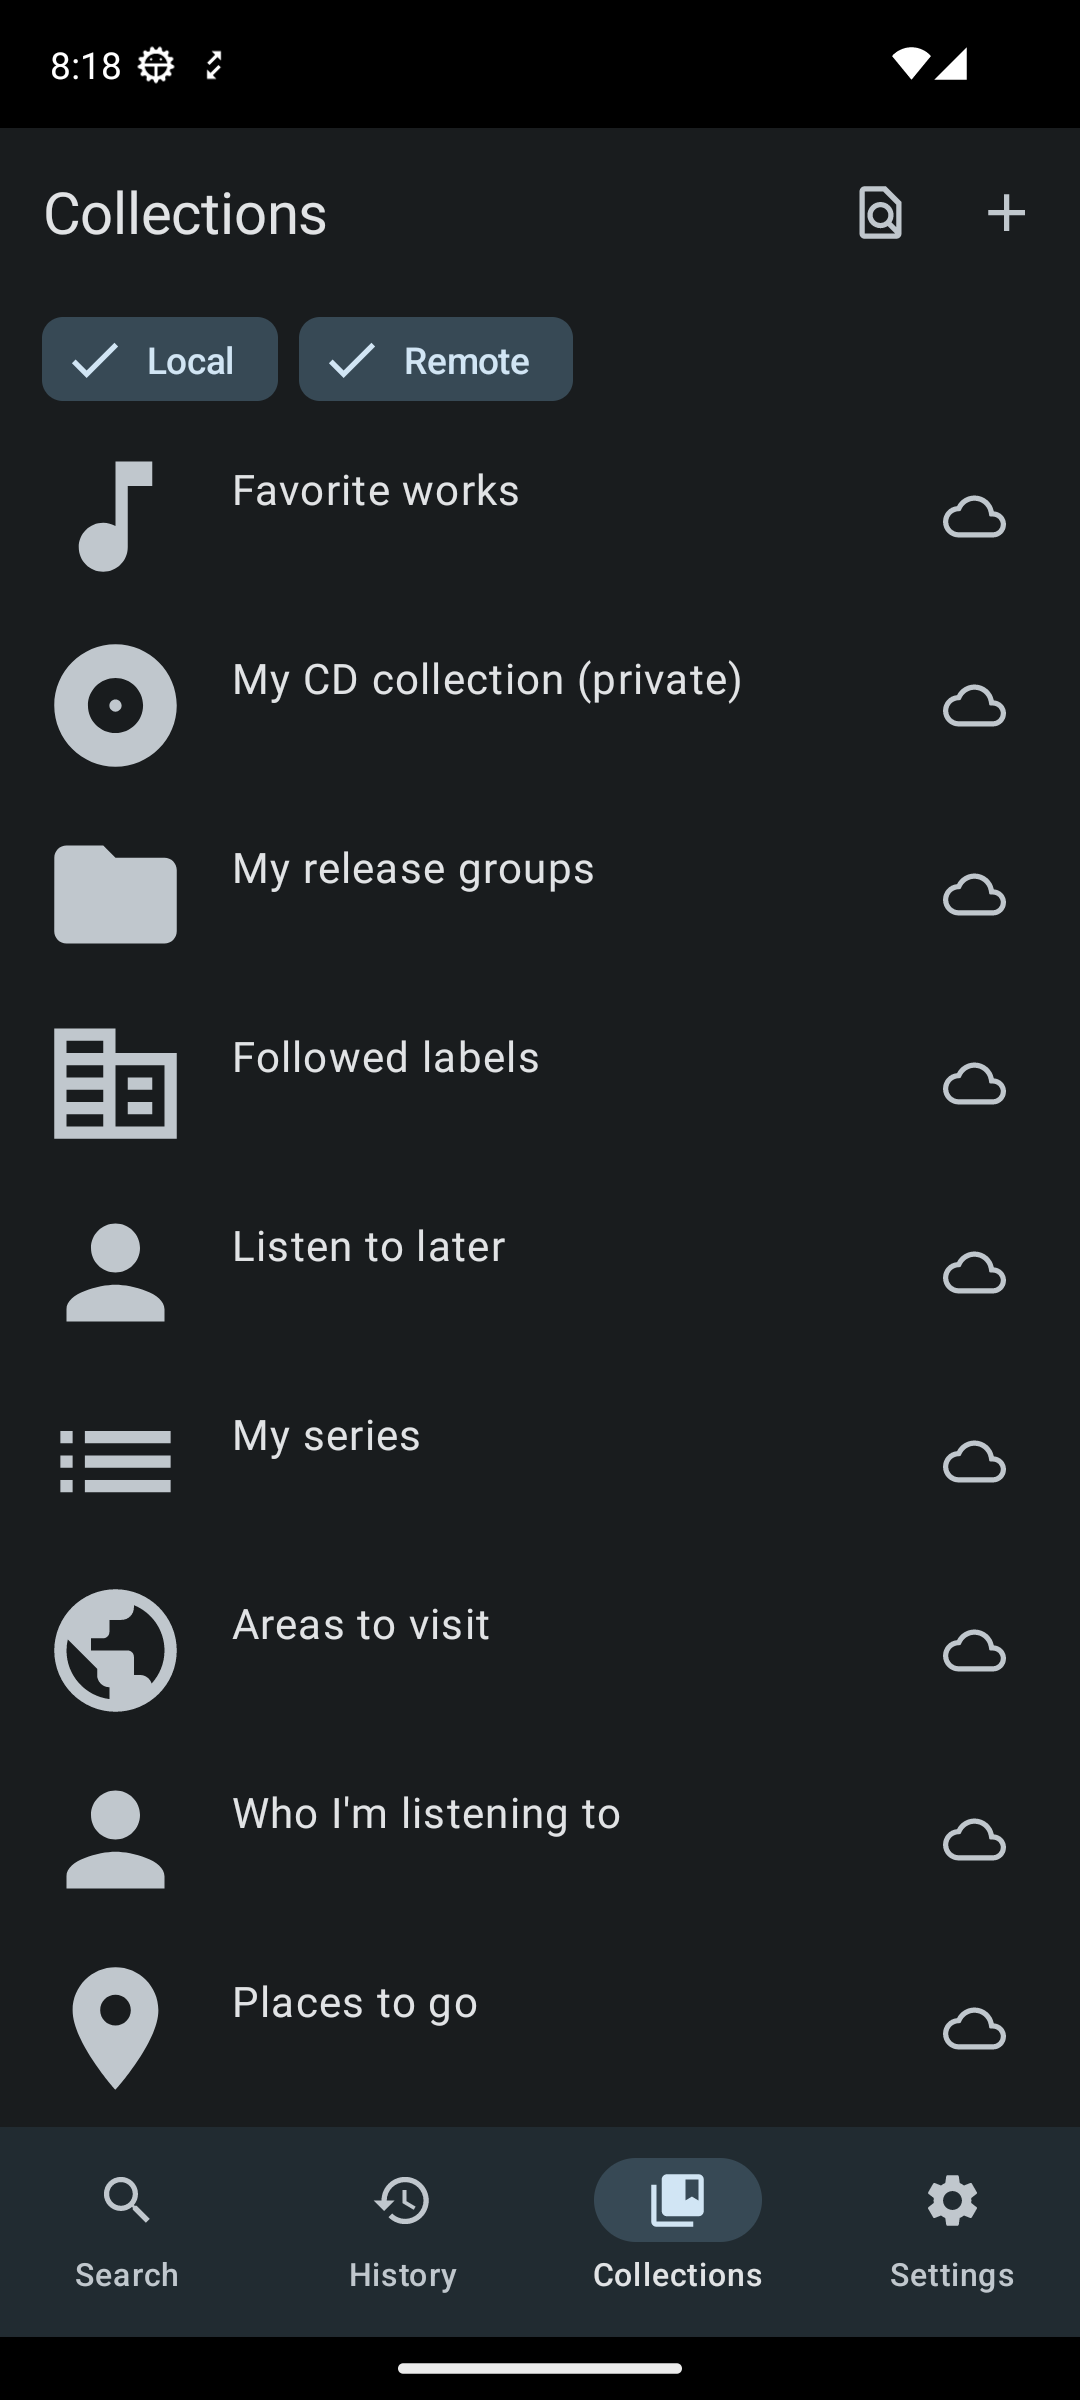 8:18
Collections
Local
Remote
Favorite works
My CD collection (private)
My release groups
Followed labels
Listen to later
My series
Areas to visit
Who I'm listening to
Places to go
Search
History
Collections
Settings